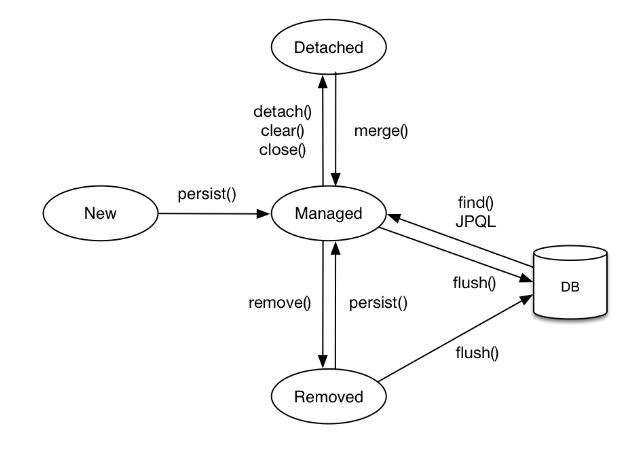 Detached
detach()
clear()
close()
merge()
persist()
New
Managed
find()
JPQL
flush()
DB
remove()
persist()
flush()
Removed